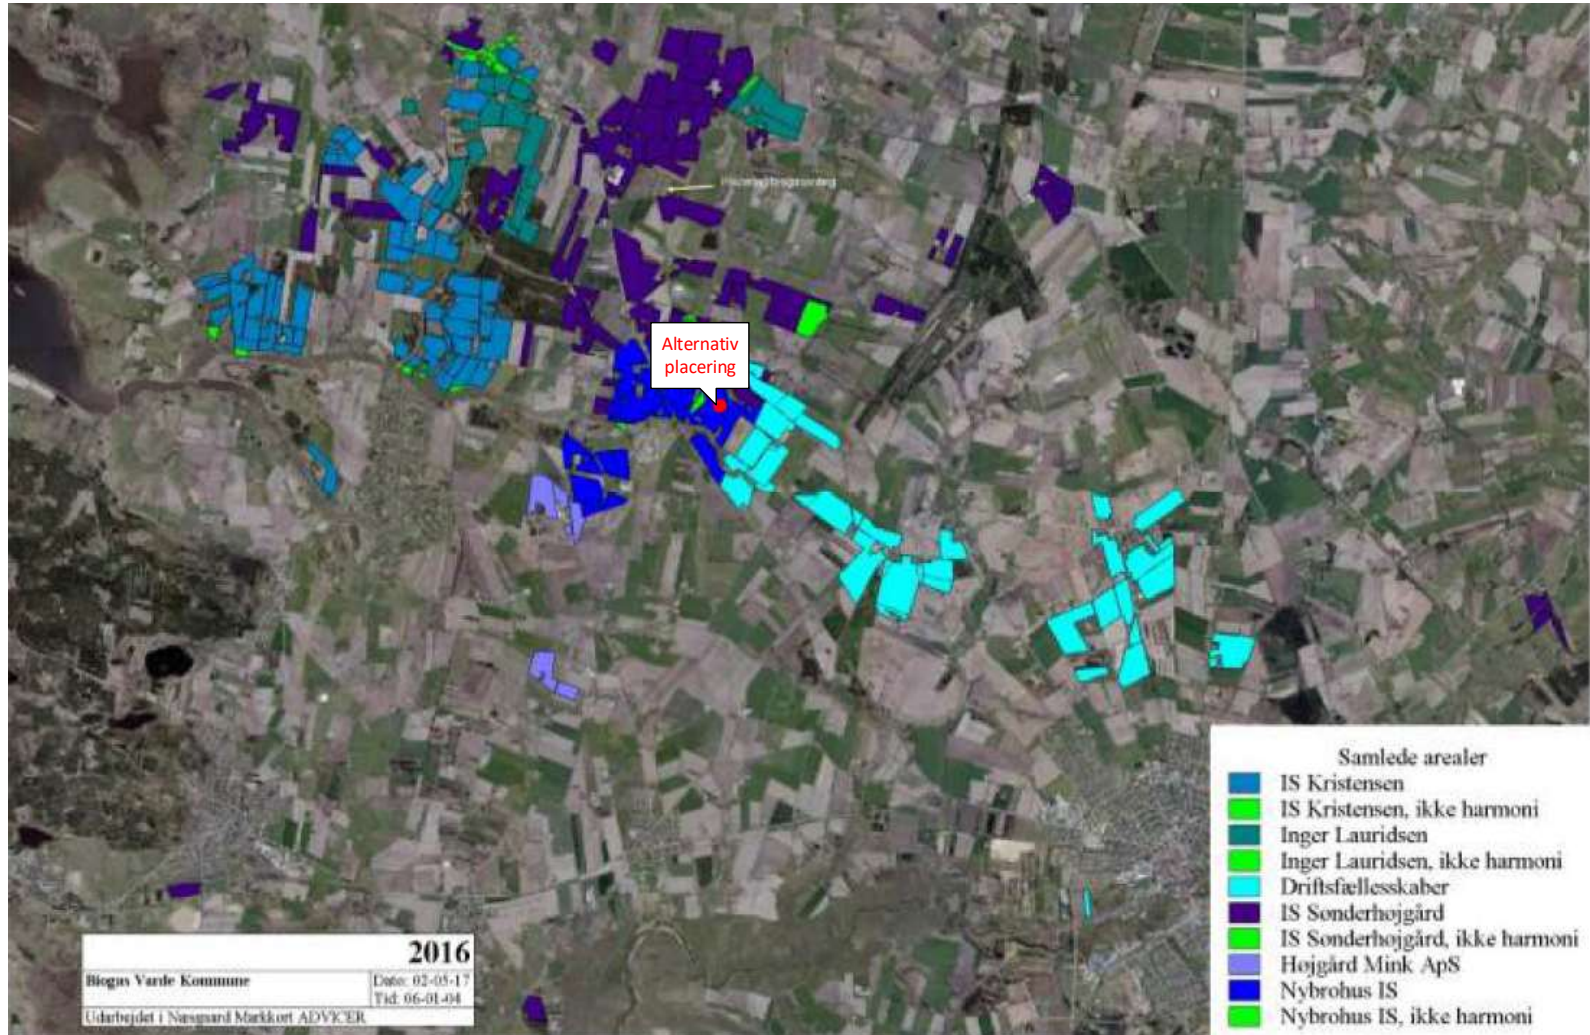 Alternativ
placering
Samlede arealer
IS Kristensen
IS Kristensen, ikke harmoni
Inger Lauridsen
Inger Lauridsen, ikke harmoni
Driftsfællesskaber
IS Sønderhøjgård
IS Sønderhøjgård, ikke harmoni
Højgård Mink ApS
Nybrohus IS
Nybrohus IS, ikke harmoni
2016
Biogas Varde Kommune
Dato: 02-05-17
Tid: 06-01-04
Udarbejdet i Næsgaard Markkort ADVICER